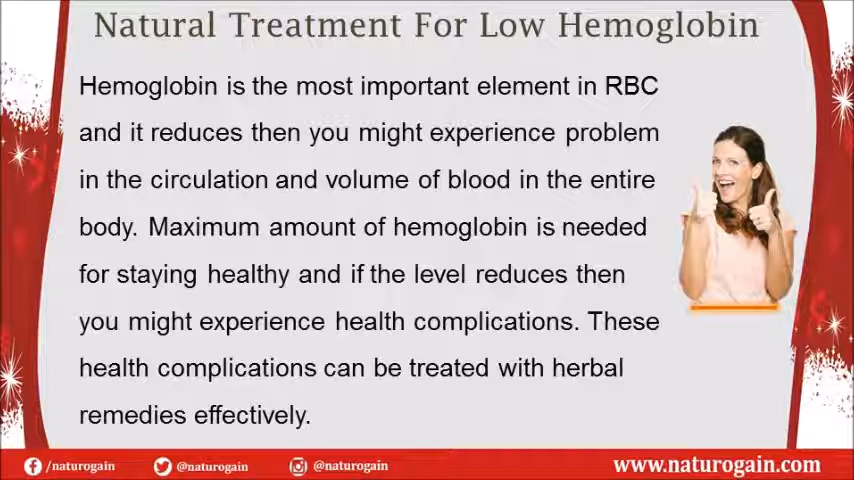 Natural Treatment For Low Hemoglobin
Hemoglobin is the most important element in RBC
and it reduces then you might experience problem
in the circulation and volume of blood in the entire
body. Maximum amount of hemoglobin is needed
for staying healthy and if the level reduces then
you might experience health complications. These
health complications can be treated with herbal
remedies effectively.
/naturogain @naturogain @naturogain www.naturogain.com